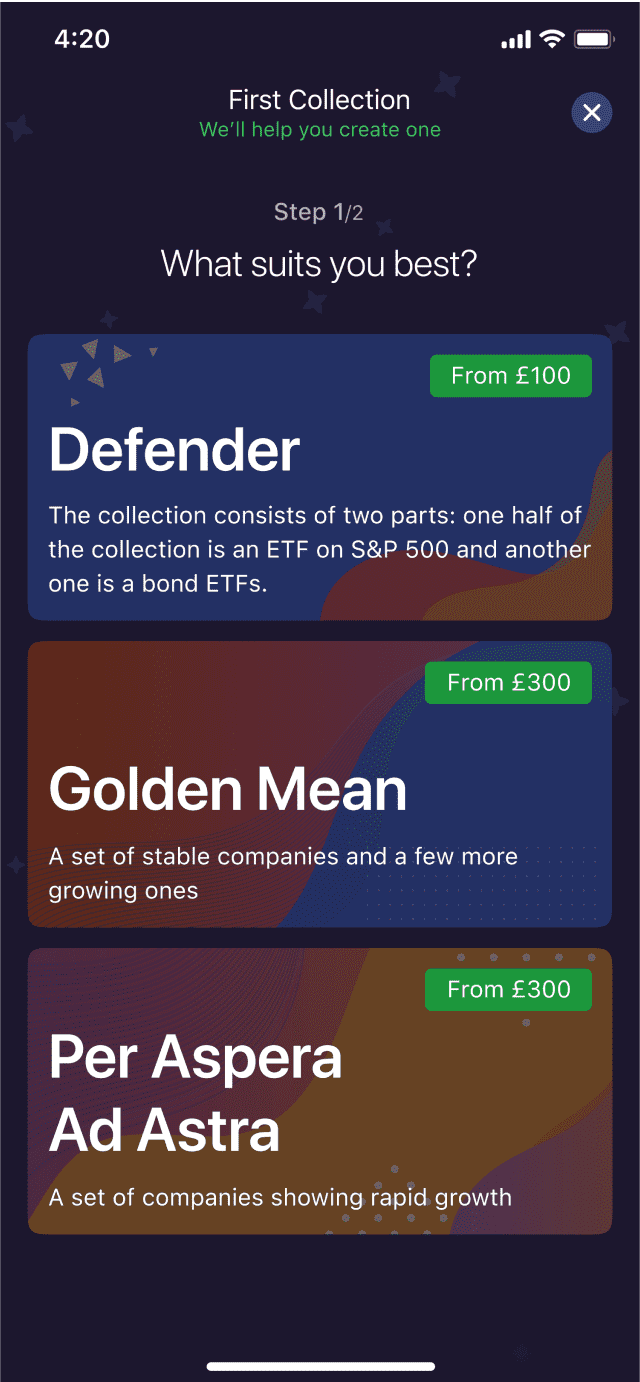 4:20
First Collection
We’ll help you create one
Step 1/2
What suits you best?
From £100
Defender
The collection consists of two parts: one half of
the collection is an ETF on S&P 500 and another
one is a bond ETFs.
From £300
Golden Mean
A set of stable companies and a few more
growing ones
From £300
Per Aspera
Ad Astra
A set of companies showing rapid growth